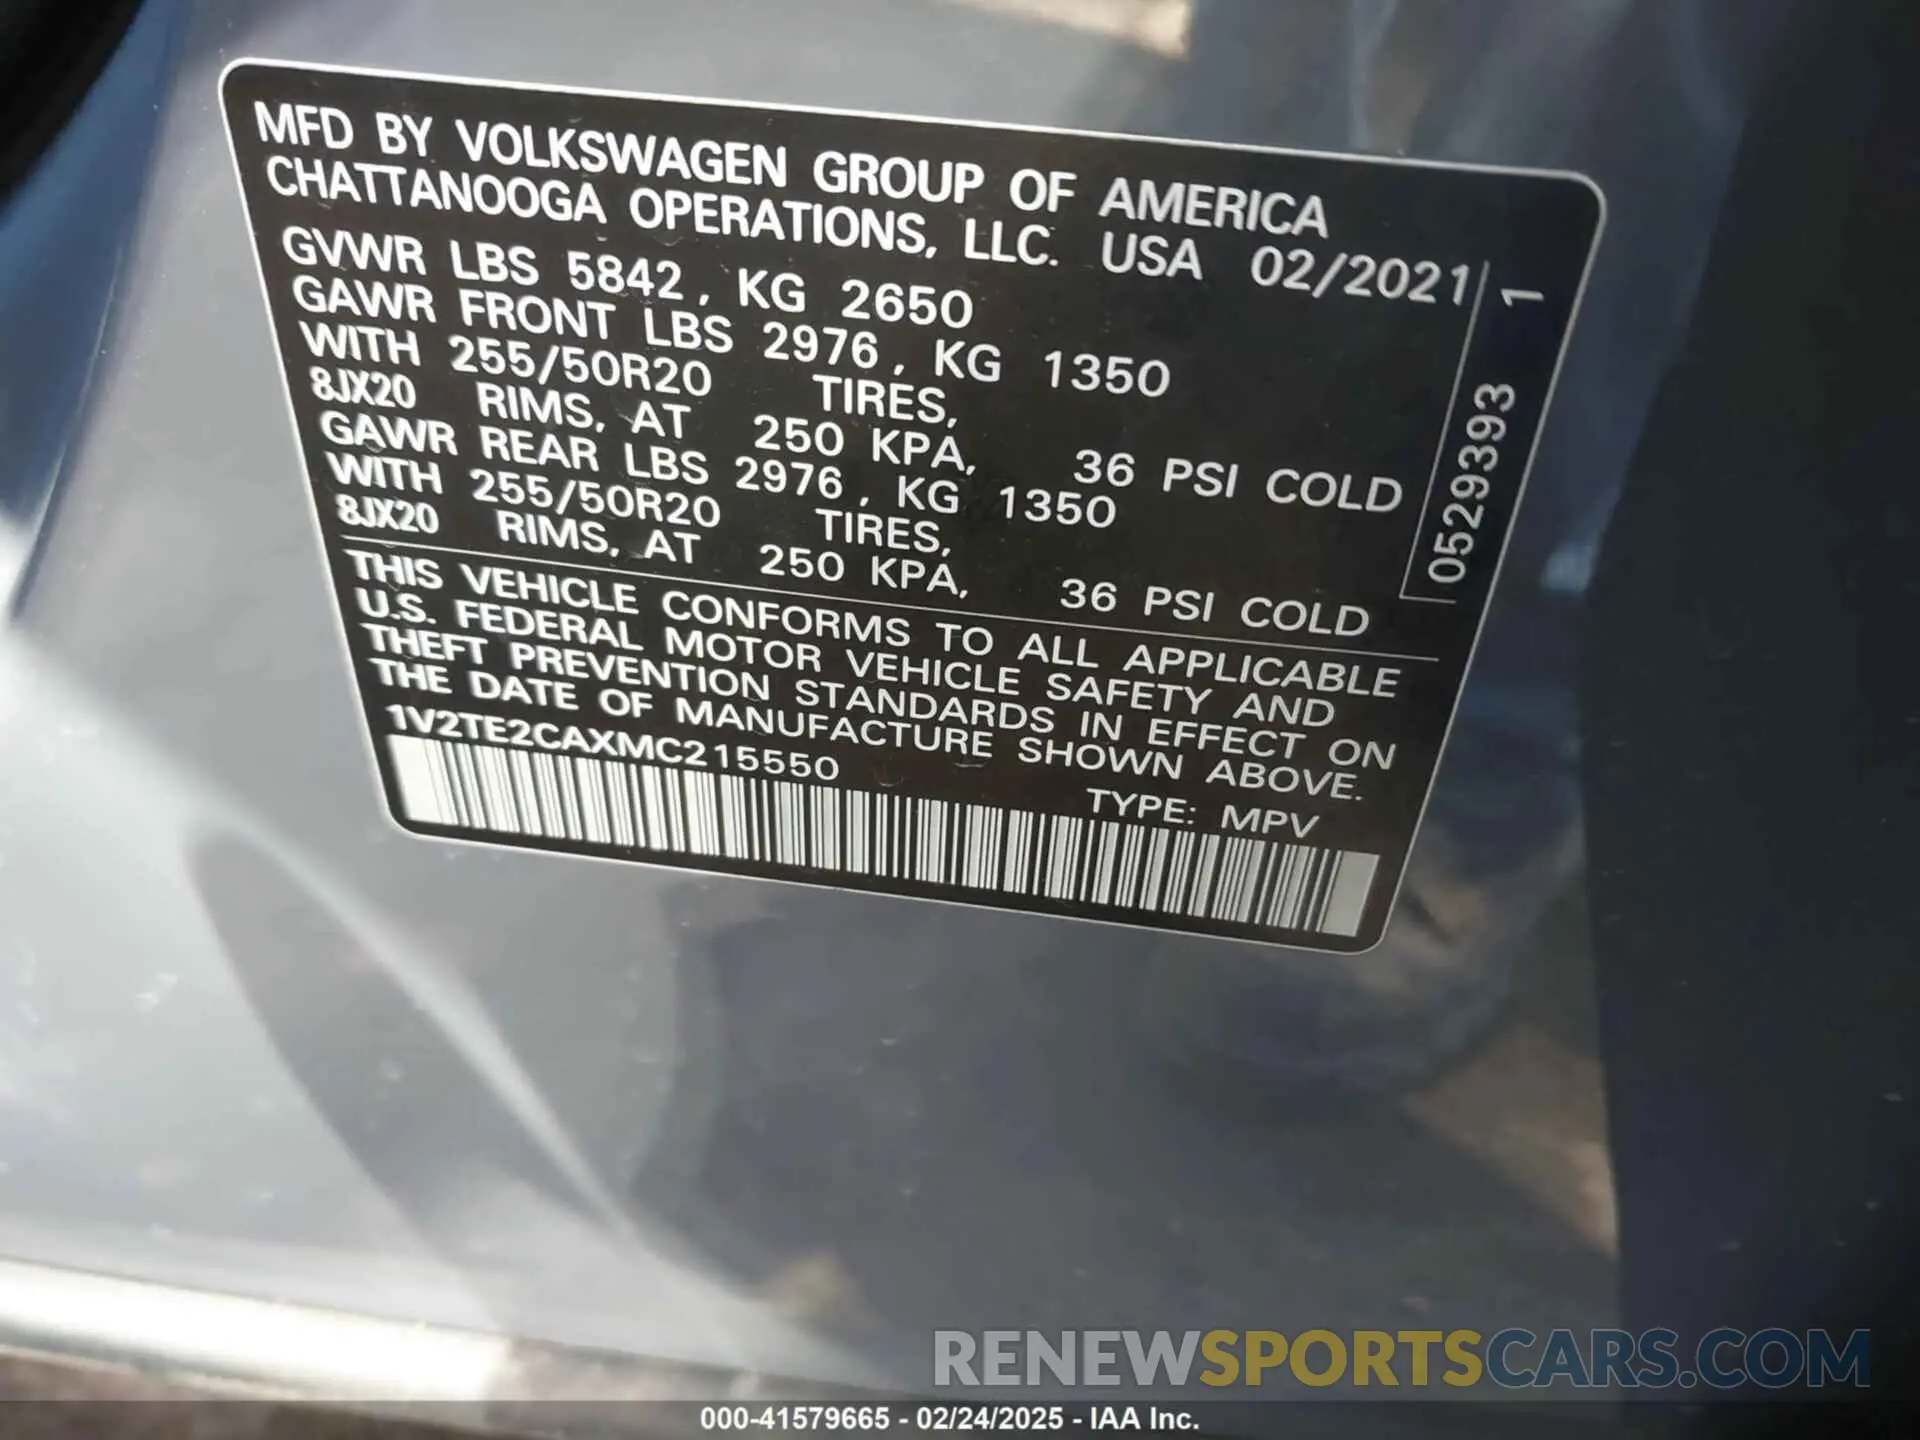 MFD BY VOLKSWAGEN GROUP OF AMERICA
CHATTANOOGA OPERATIONS, LLC. USA 02/2021
GVWR LBS 5842, KG 2650
GAWR FRONT LBS 2976, KG 1350
WITH 255/50R20 TIRES,
8JX20 RIMS, AT 250 KPA, 36 PSI COLD
GAWR REAR LBS 2976, KG 1350
WITH 255/50R20 TIRES,
8JX20 RIMS, AT 250 KPA, 36 PSI COLD
THIS VEHICLE CONFORMS TO ALL APPLICABLE
U.S. FEDERAL MOTOR VEHICLE SAFETY AND
THEFT PREVENTION STANDARDS IN EFFECT ON
THE DATE OF MANUFACTURE SHOWN ABOVE.
1V2TE2CAXMC215550
TYPE: MPV
0529393 1
RENEWSPORTSCARS.COM
000-41579665 - 02/24/2025 - IAA Inc.